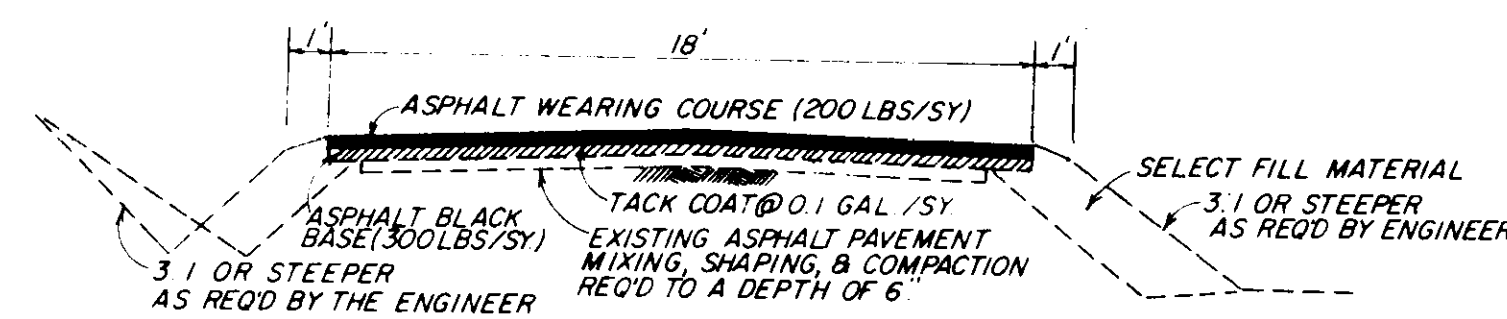 1' 18' 1'
ASPHALT WEARING COURSE (200 LBS/SY)
SELECT FILL MATERIAL
3:1 OR STEEPER
AS REQ'D BY ENGINEER
TACK COAT @ 0.1 GAL./SY.
ASPHALT BLACK
BASE (300 LBS/SY.)
EXISTING ASPHALT PAVEMENT
MIXING, SHAPING, & COMPACTION
REQ'D TO A DEPTH OF 6".
3:1 OR STEEPER
AS REQ'D BY THE ENGINEER